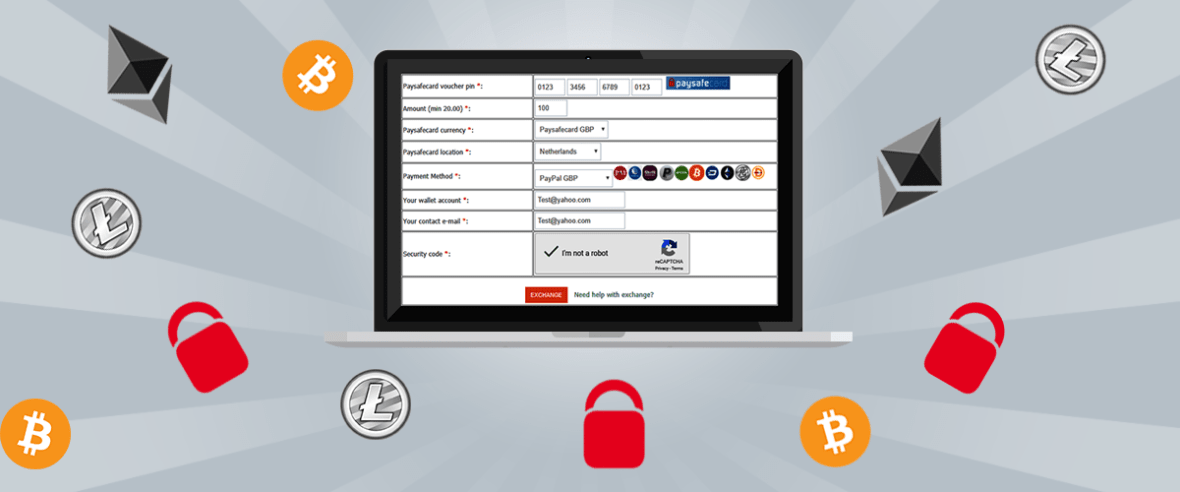 Paysafecard voucher pin *:
0123 3456 6789 0123 paysafecard
Amount (min 20.00) *:
100
Paysafecard currency *:
Paysafecard GBP
Paysafecard location *:
Netherlands
Payment Method *:
PayPal GBP
Your wallet account *:
Test@yahoo.com
Your contact e-mail *:
Test@yahoo.com
Security code *:
I'm not a robot
reCAPTCHA
Privacy - Terms
EXCHANGE Need help with exchange?